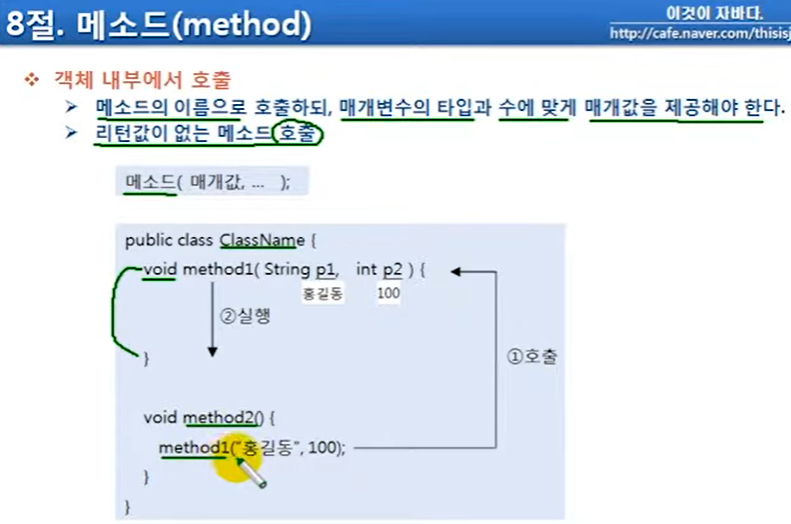 8절. 메소드(method)
이것이 자바다.
http://cafe.naver.com/thisisj
❖ 객체 내부에서 호출
➢ 메소드의 이름으로 호출하되, 매개변수의 타입과 수에 맞게 매개값을 제공해야 한다.
➢ 리턴값이 없는 메소드 호출
메소드( 매개값, ... );
public class ClassName {
void method1( String p1, int p2 ) {
홍길동 100
②실행
}
①호출
void method2() {
method1("홍길동", 100);
}
}